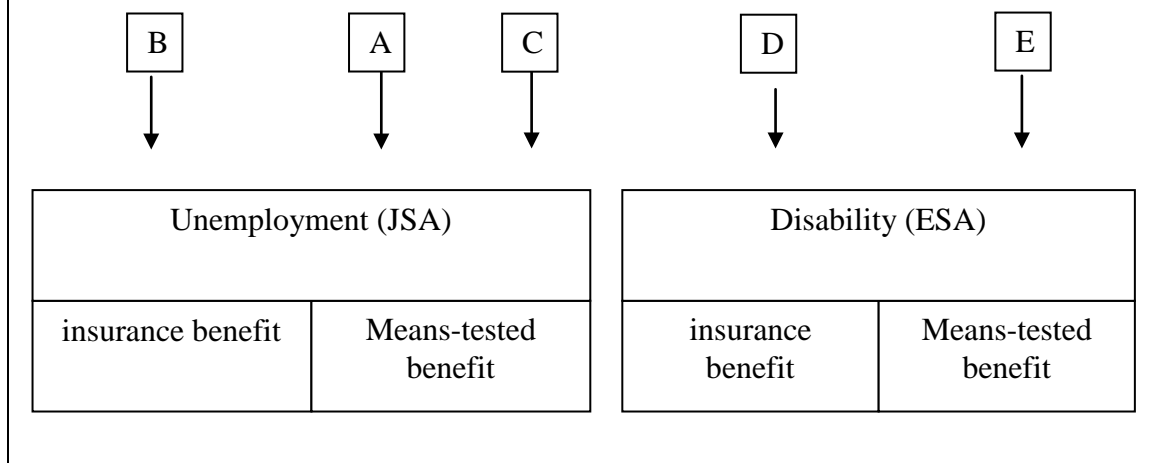 B A C D E
Unemployment (JSA) Disability (ESA)
insurance benefit Means-tested insurance Means-tested
benefit benefit benefit